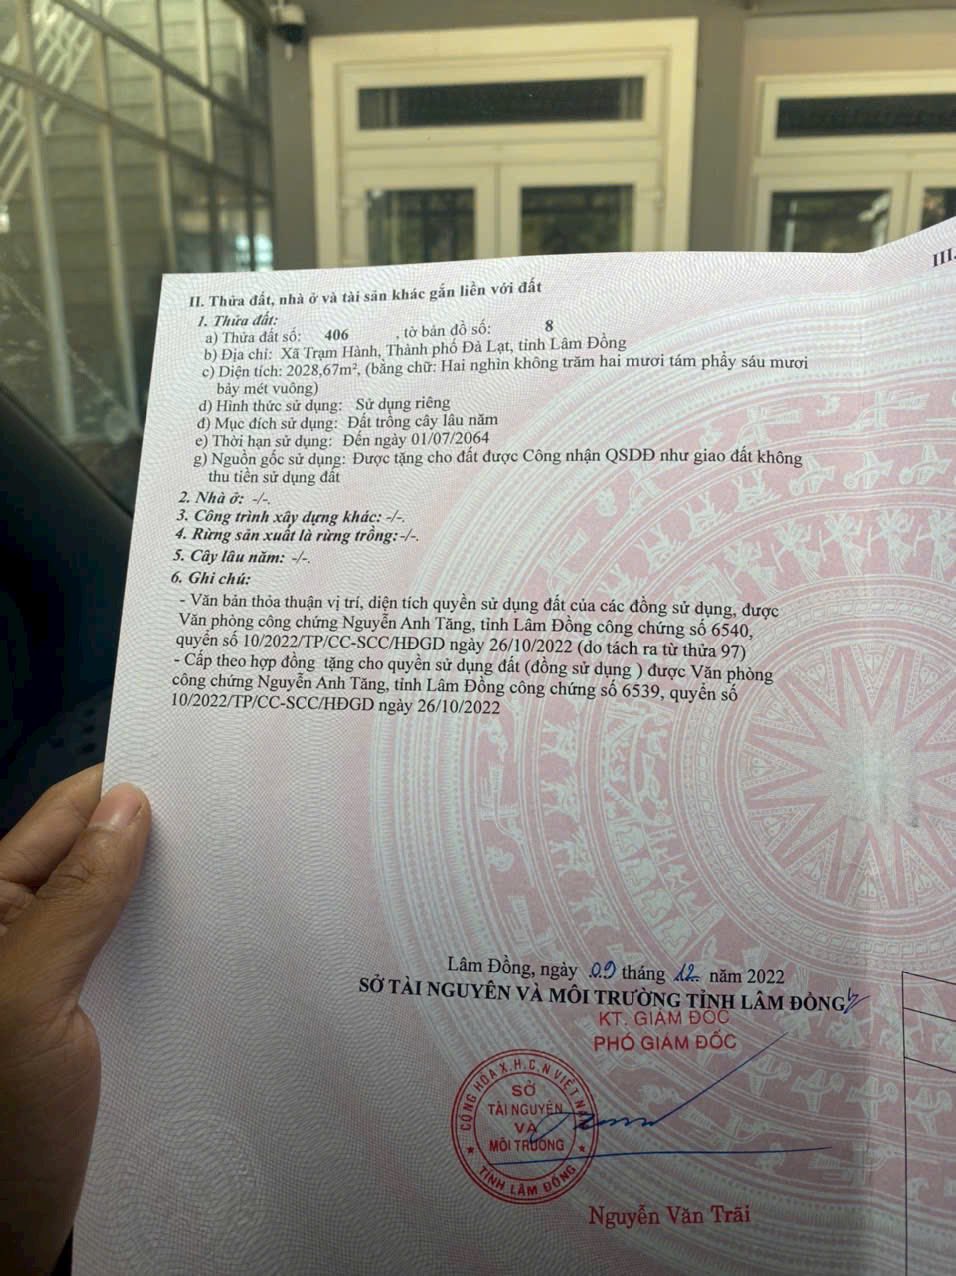 II. Thửa đất, nhà ở và tài sản khác gắn liền với đất
III.
1. Thửa đất:
a) Thửa đất số: 406 , tờ bản đồ số: 8
b) Địa chỉ: Xã Trạm Hành, Thành phố Đà Lạt, tỉnh Lâm Đồng
c) Diện tích: 2028,67m², (bằng chữ: Hai nghìn không trăm hai mươi tám phẩy sáu mươi
bảy mét vuông)
d) Hình thức sử dụng: Sử dụng riêng
đ) Mục đích sử dụng: Đất trồng cây lâu năm
e) Thời hạn sử dụng: Đến ngày 01/07/2064
g) Nguồn gốc sử dụng: Được tặng cho đất được Công nhận QSDĐ như giao đất không
thu tiền sử dụng đất
2. Nhà ở: -/-.
3. Công trình xây dựng khác: -/-.
4. Rừng sản xuất là rừng trồng: -/-.
5. Cây lâu năm: -/-.
6. Ghi chú:
- Văn bản thỏa thuận vị trí, diện tích quyền sử dụng đất của các đồng sử dụng, được
Văn phòng công chứng Nguyễn Anh Tăng, tỉnh Lâm Đồng công chứng số 6540,
quyển số 10/2022/TP/CC-SCC/HĐGD ngày 26/10/2022 (do tách ra từ thửa 97)
- Cấp theo hợp đồng tặng cho quyền sử dụng đất (đồng sử dụng ) được Văn phòng
công chứng Nguyễn Anh Tăng, tỉnh Lâm Đồng công chứng số 6539, quyển số
10/2022/TP/CC-SCC/HĐGD ngày 26/10/2022
Lâm Đồng, ngày 09 tháng 12 năm 2022
SỞ TÀI NGUYÊN VÀ MÔI TRƯỜNG TỈNH LÂM ĐỒNG
KT. GIÁM ĐỐC
PHÓ GIÁM ĐỐC
CỘNG HÒA X.H.C.N VIỆT NAM
SỞ
TÀI NGUYÊN
VÀ
MÔI TRƯỜNG
TỈNH LÂM ĐỒNG
Nguyễn Văn Trãi